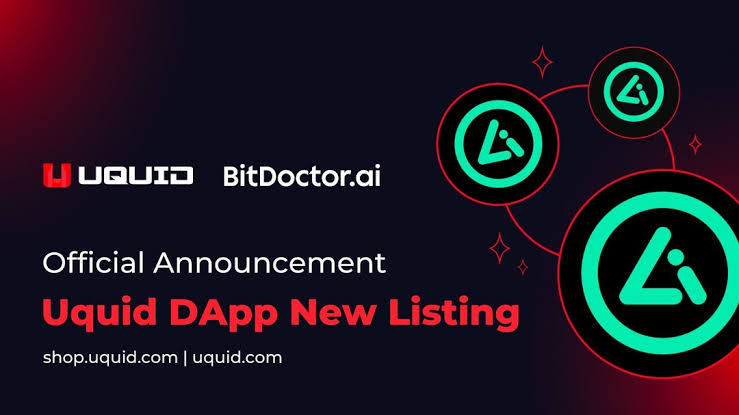 UQUID BitDoctor.ai
Official Announcement
Uquid DApp New Listing
shop.uquid.com | uquid.com